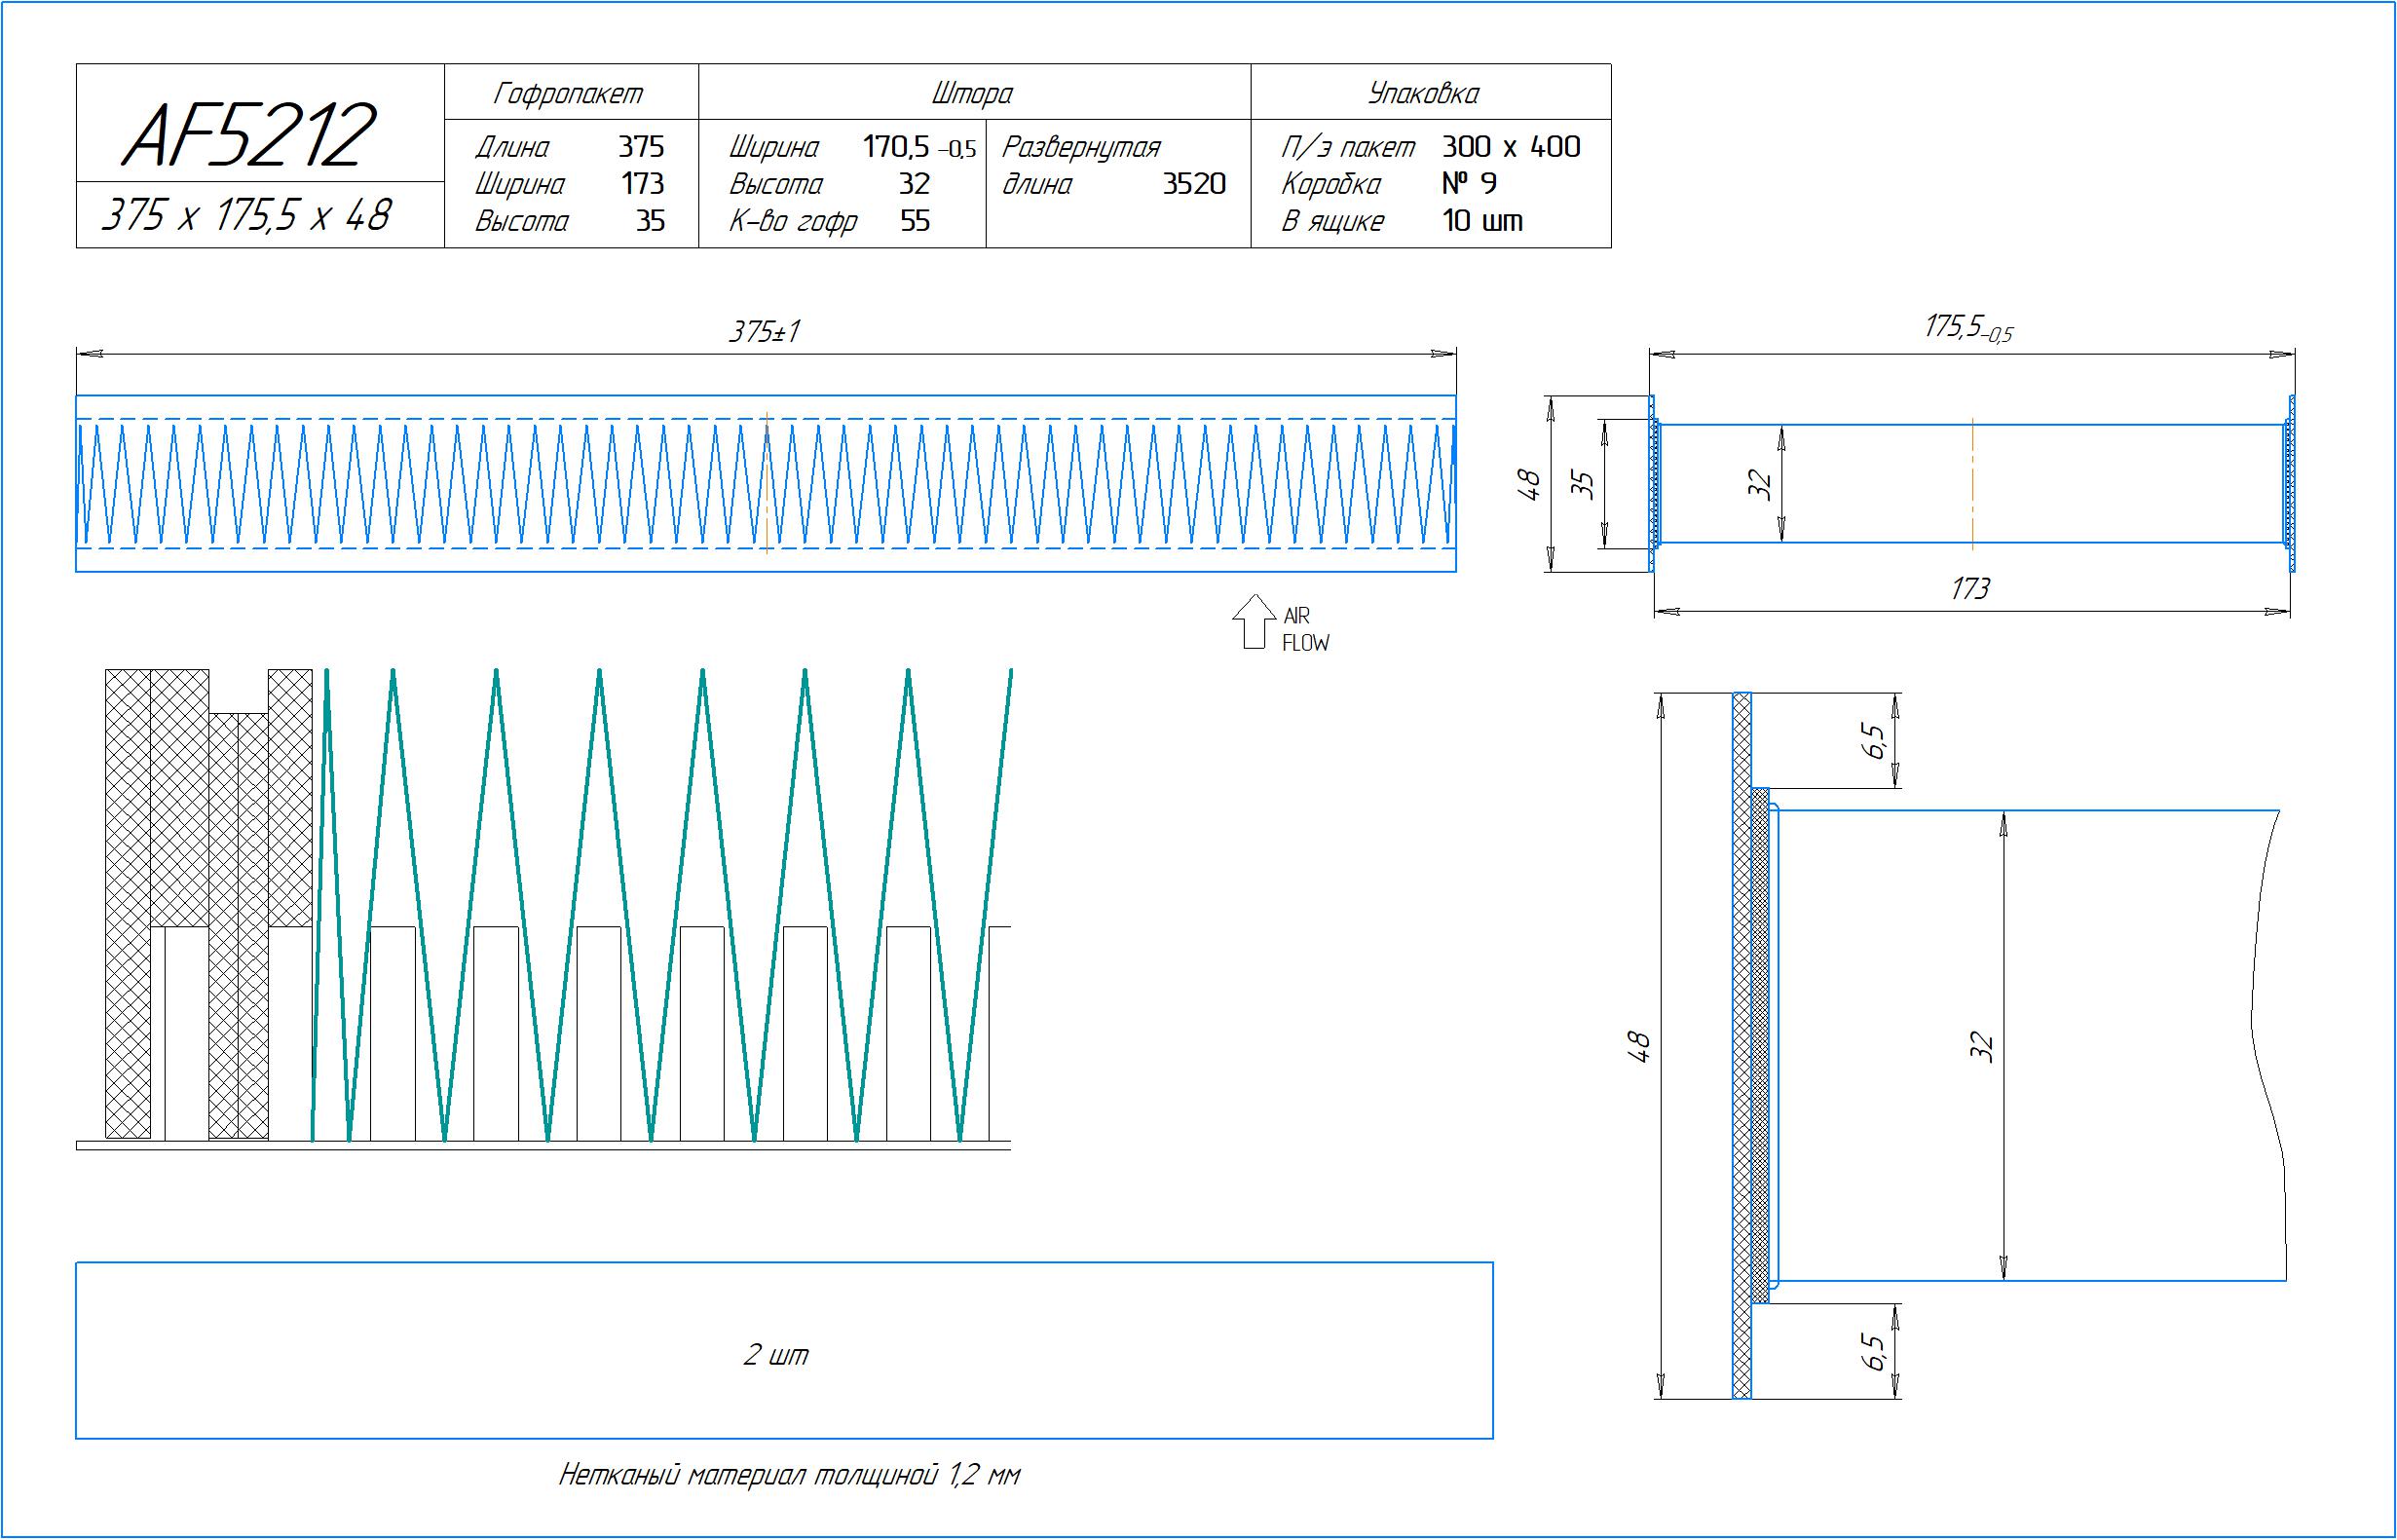 AF5212
375 x 175,5 x 48
Гофропакет
Длина 375
Ширина 173
Высота 35
Штора
Ширина 170,5 -0,5
Высота 32
К-во гофр 55
Развернутая
длина 3520
Упаковка
П/э пакет 300 x 400
Коробка № 9
В ящике 10 шт
375±1
175,5-0,5
48
35
32
173
AIR
FLOW
6,5
48
32
6,5
2 шт
Нетканый материал толщиной 1,2 мм